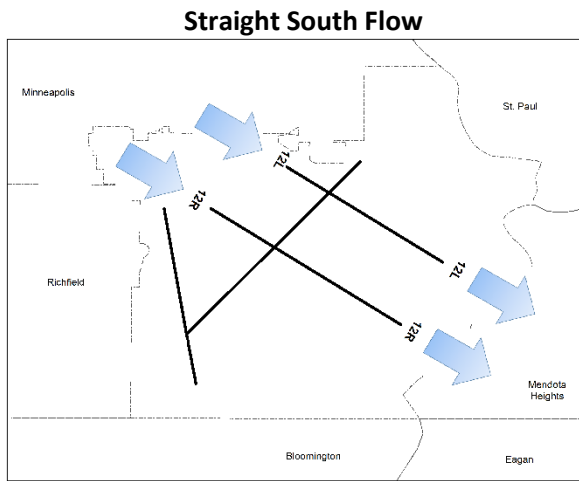 Straight South Flow
Minneapolis
St. Paul
12L
12R
Richfield
12L
12R
Mendota
Heights
Bloomington
Eagan